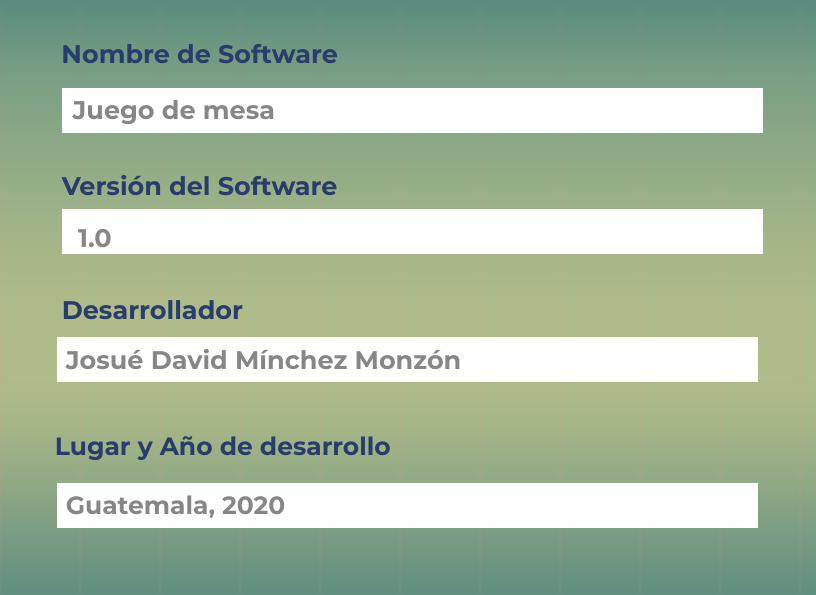 Nombre de Software
Juego de mesa
Versión del Software
1.0
Desarrollador
Josué David Mínchez Monzón
Lugar y Año de desarrollo
Guatemala, 2020